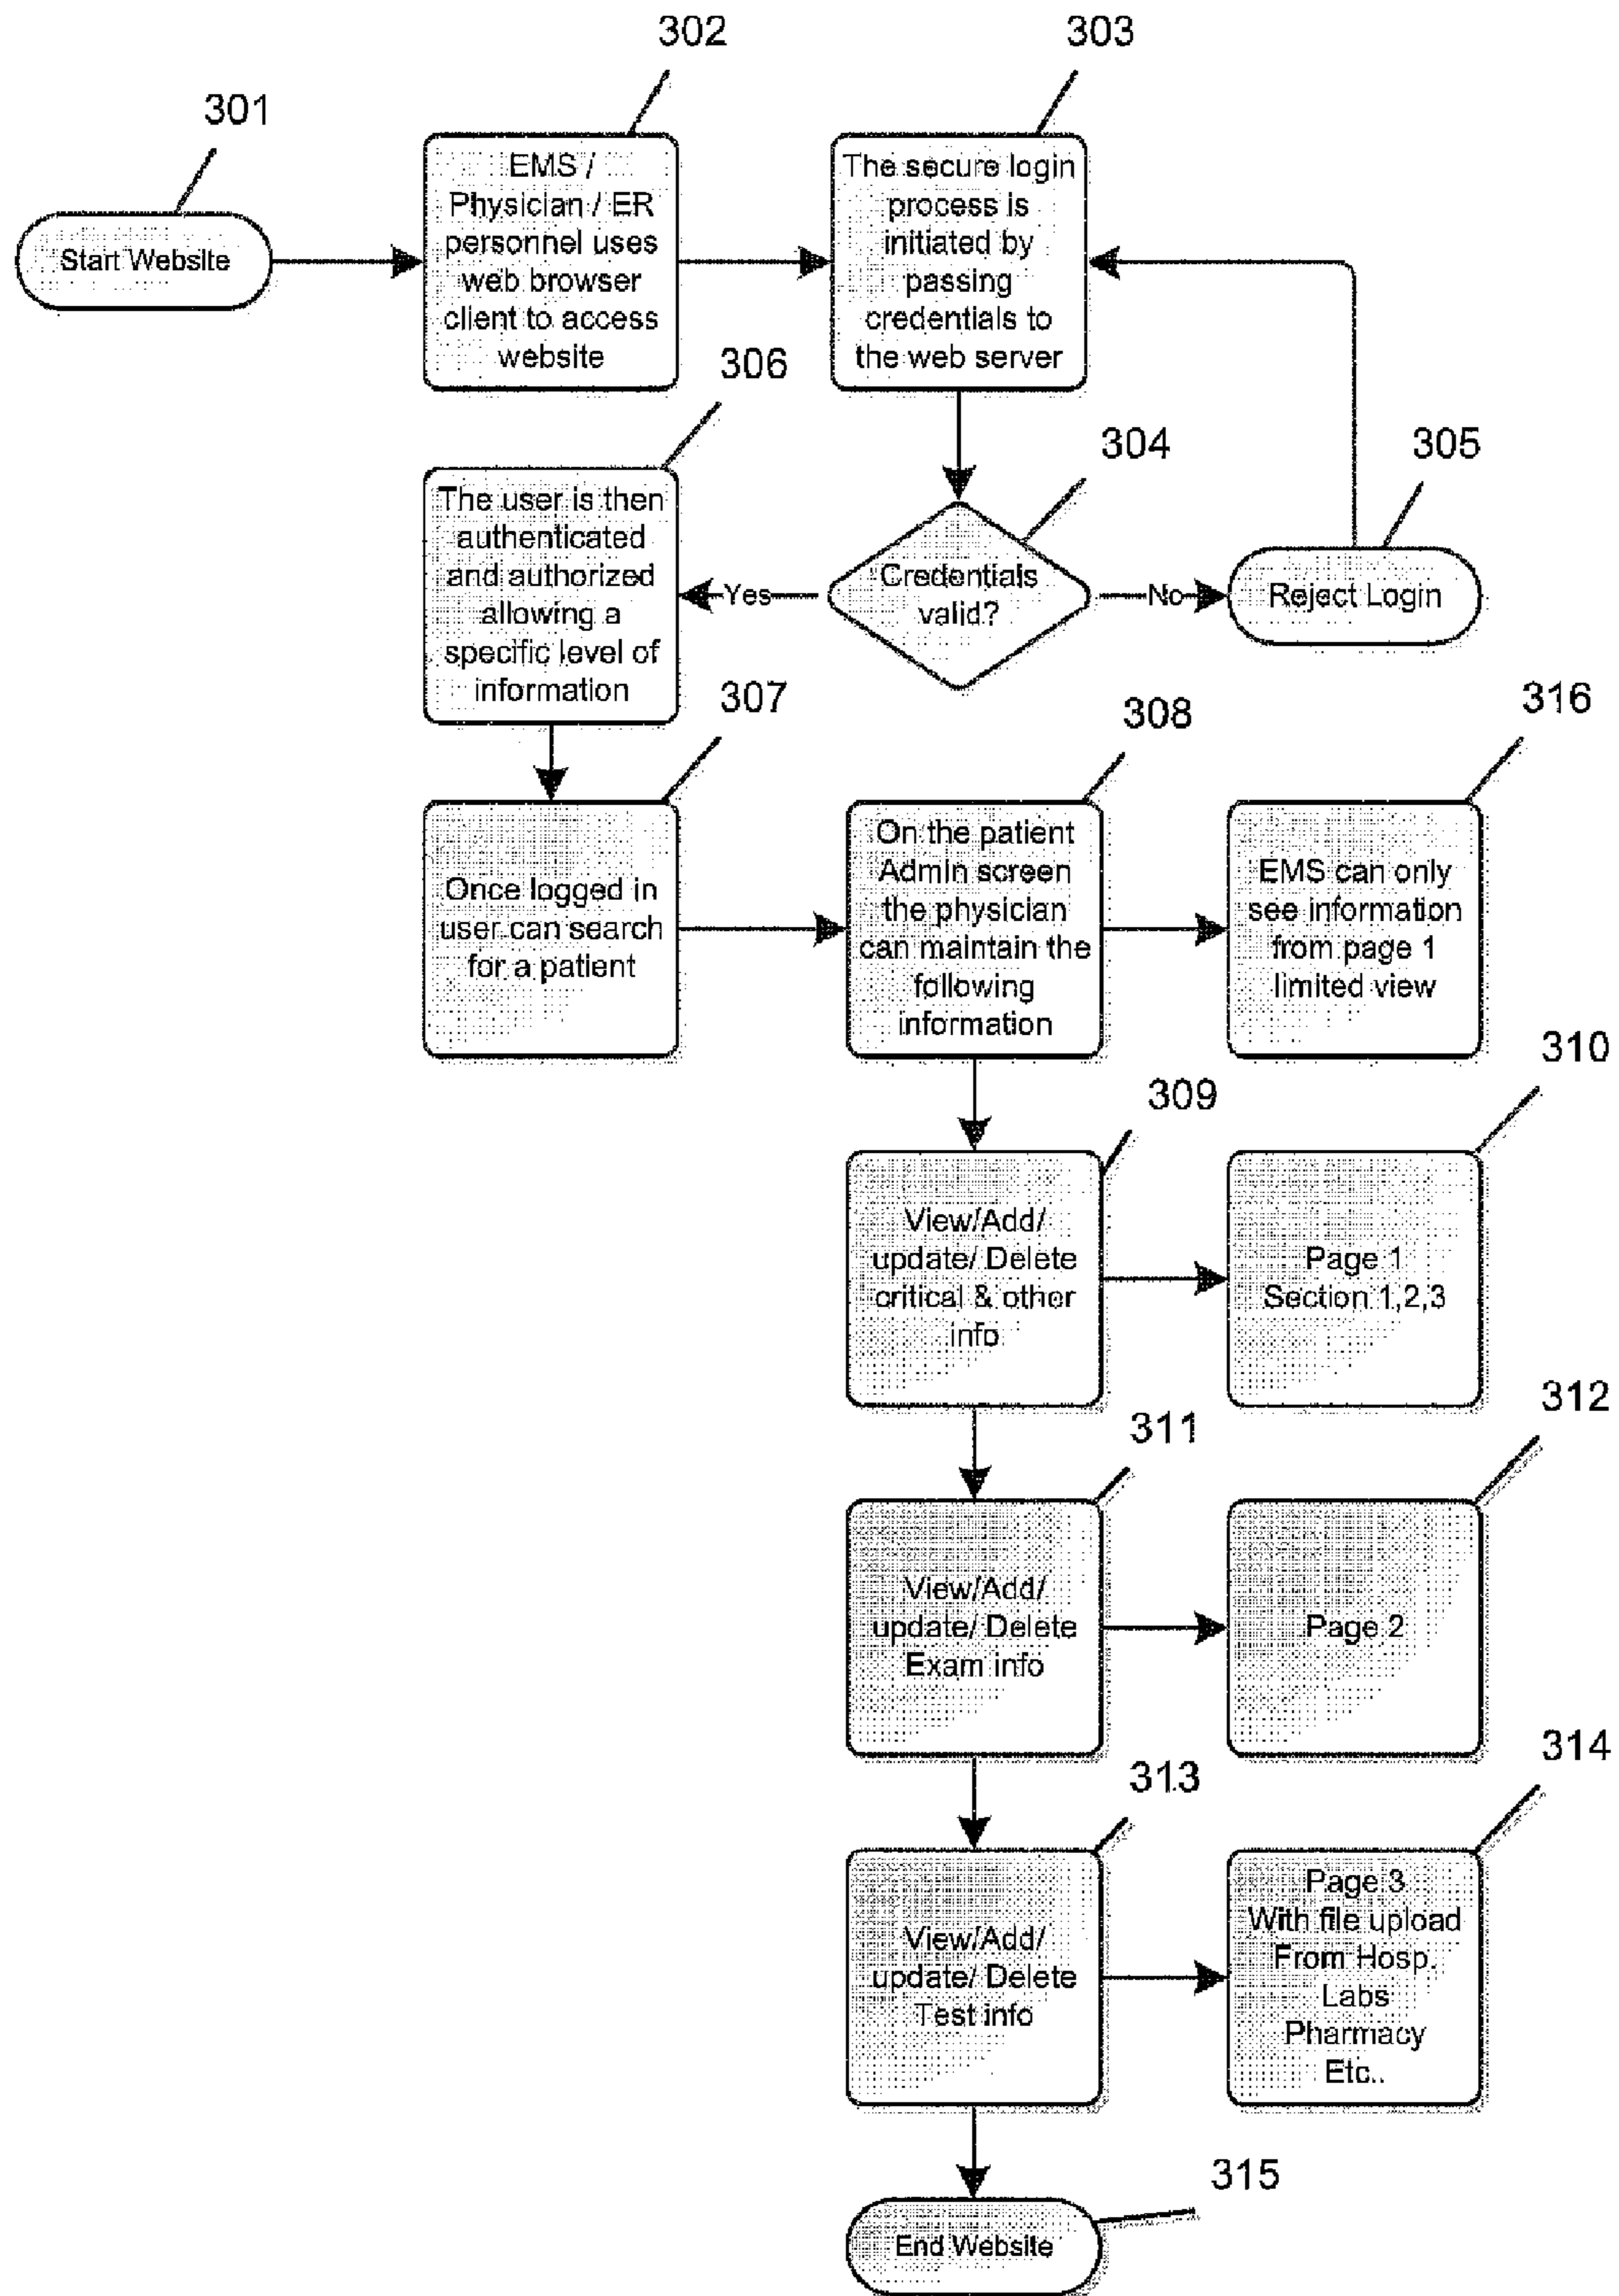 302
303
301
EMS /
Physician / ER
personnel uses
web browser
client to access
website
The secure login
process is
initiated by
passing
credentials to
the web server
Start Website
306
304
305
The user is then
authenticated
and authorized
allowing a
specific level of
information
Yes
Credentials
valid?
No
Reject Login
307
308
316
Once logged in
user can search
for a patient
On the patient
Admin screen
the physician
can maintain the
following
information
EMS can only
see information
from page 1
limited view
309
310
View/Add/
update/ Delete
critical & other
info
Page 1
Section 1,2,3
311
312
View/Add/
update/ Delete
Exam info
Page 2
313
314
View/Add/
update/ Delete
Test info
Page 3
With file upload
From Hosp.
Labs
Pharmacy
Etc..
315
End Website